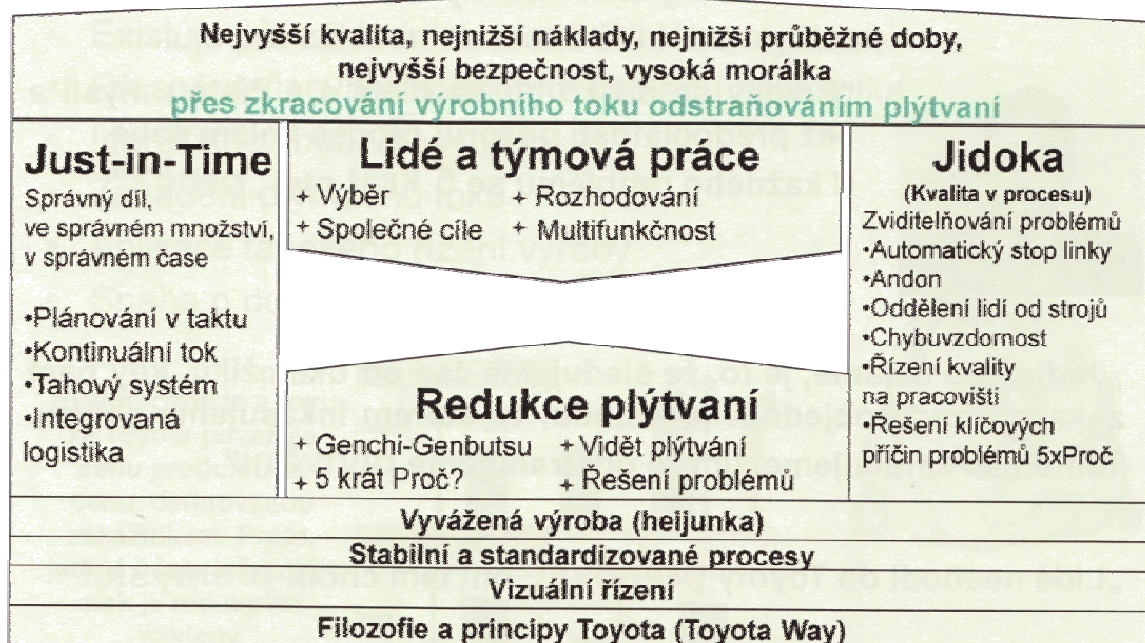 Nejvyšší kvalita, nejnižší náklady, nejnižší průběžné doby,
nejvyšší bezpečnost, vysoká morálka
přes zkracování výrobního toku odstraňováním plýtvaní
Just-in-Time
Správný díl,
ve správném množství,
v správném čase
•Plánování v taktu
•Kontinuální tok
•Tahový systém
•Integrovaná
logistika
Lidé a týmová práce
+ Výběr
+ Rozhodování
+ Společné cíle
+ Multifunkčnost
Redukce plýtvaní
+ Genchi-Genbutsu
+ Vidět plýtvání
+ 5 krát Proč?
+ Řešení problémů
Jidoka
(Kvalita v procesu)
Zviditelňování problémů
•Automatický stop linky
•Andon
•Oddělení lidí od strojů
•Chybuvzdornost
•Řízení kvality
na pracovišti
•Rešení klíčových
příčin problémů 5xProč
Vyvážená výroba (heijunka)
Stabilní a standardizované procesy
Vizuální řízení
Filozofie a principy Toyota (Toyota Way)